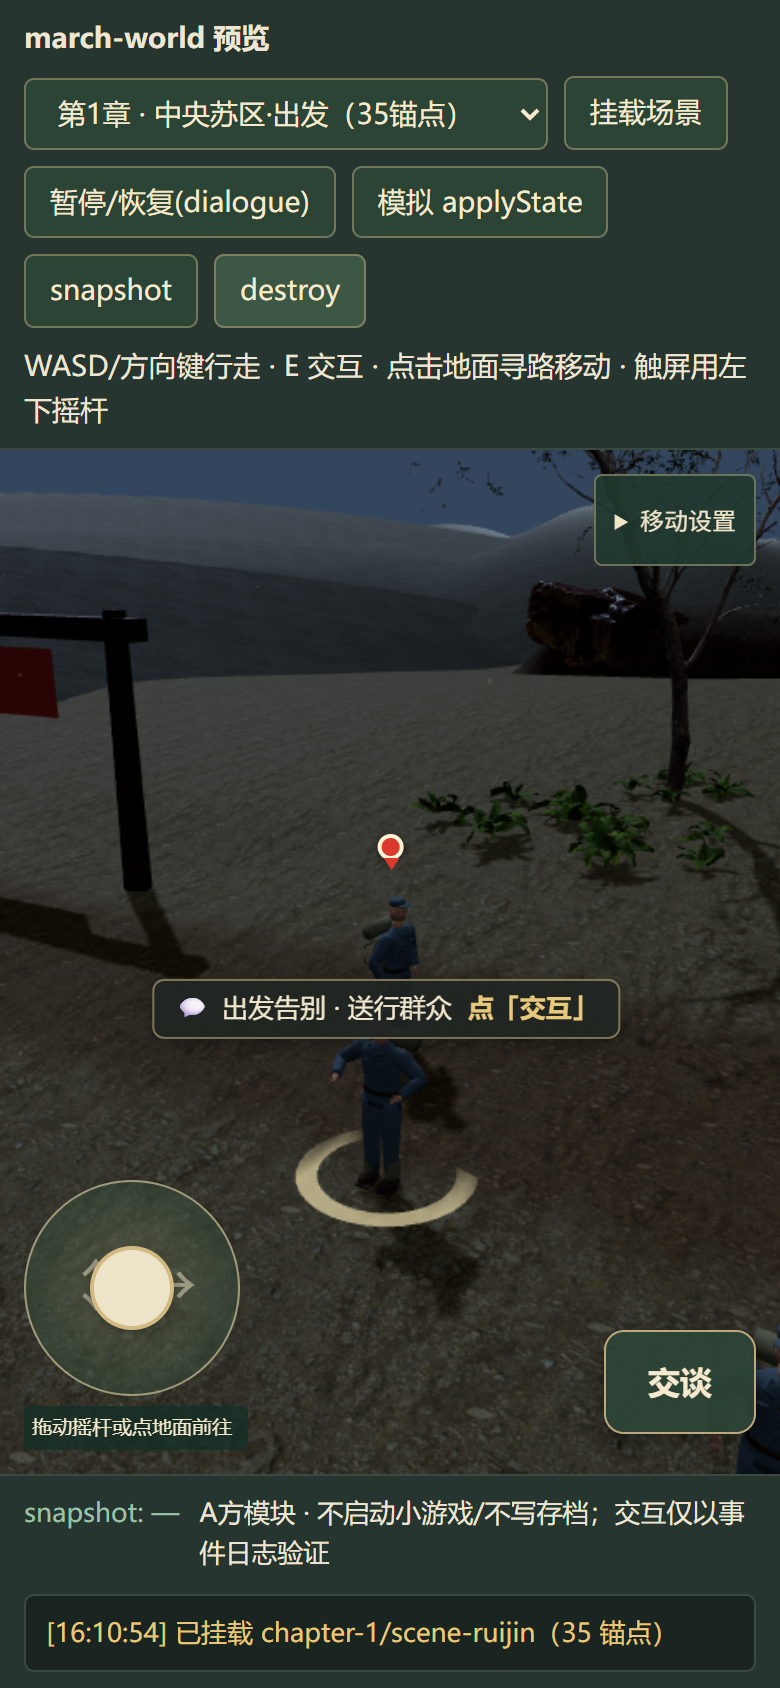 march-world 预览
第1章 · 中央苏区·出发（35锚点）
挂载场景
暂停/恢复(dialogue)
模拟 applyState
snapshot
destroy
WASD/方向键行走 · E 交互 · 点击地面寻路移动 · 触屏用左
下摇杆
▶ 移动设置
💬 出发告别 · 送行群众 点「交互」
交谈
拖动摇杆或点地面前往
snapshot: — A方模块 · 不启动小游戏/不写存档；交互仅以事
件日志验证
[16:10:54] 已挂载 chapter-1/scene-ruijin（35 锚点）